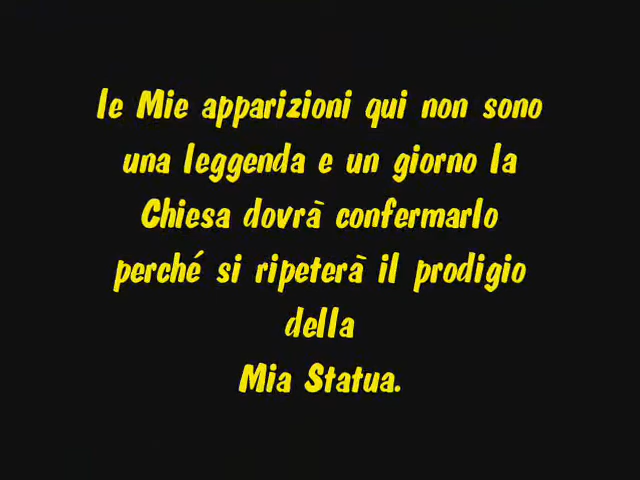 le Mie apparizioni qui non sono
una leggenda e un giorno la
Chiesa dovrà confermarlo
perché si ripeterà il prodigio
della
Mia Statua.